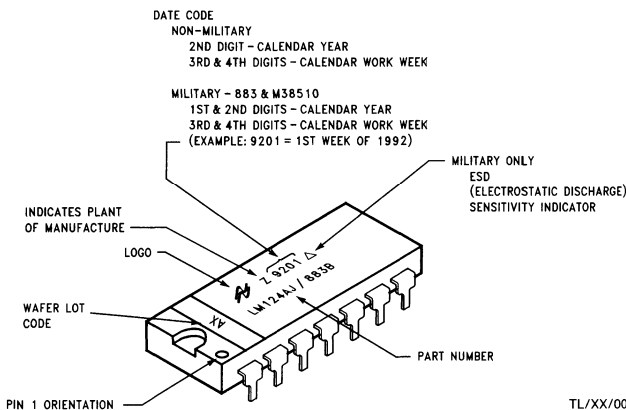 DATE CODE
NON-MILITARY
2ND DIGIT - CALENDAR YEAR
3RD & 4TH DIGITS - CALENDAR WORK WEEK
MILITARY - 883 & M38510
1ST & 2ND DIGITS - CALENDAR YEAR
3RD & 4TH DIGITS - CALENDAR WORK WEEK
(EXAMPLE: 9201 = 1ST WEEK OF 1992)
MILITARY ONLY
ESD
(ELECTROSTATIC DISCHARGE)
SENSITIVITY INDICATOR
INDICATES PLANT
OF MANUFACTURE
LOGO
Z 9201 △
LM124AJ/883B
WAFER LOT
CODE
XA
PART NUMBER
PIN 1 ORIENTATION
TL/XX/00